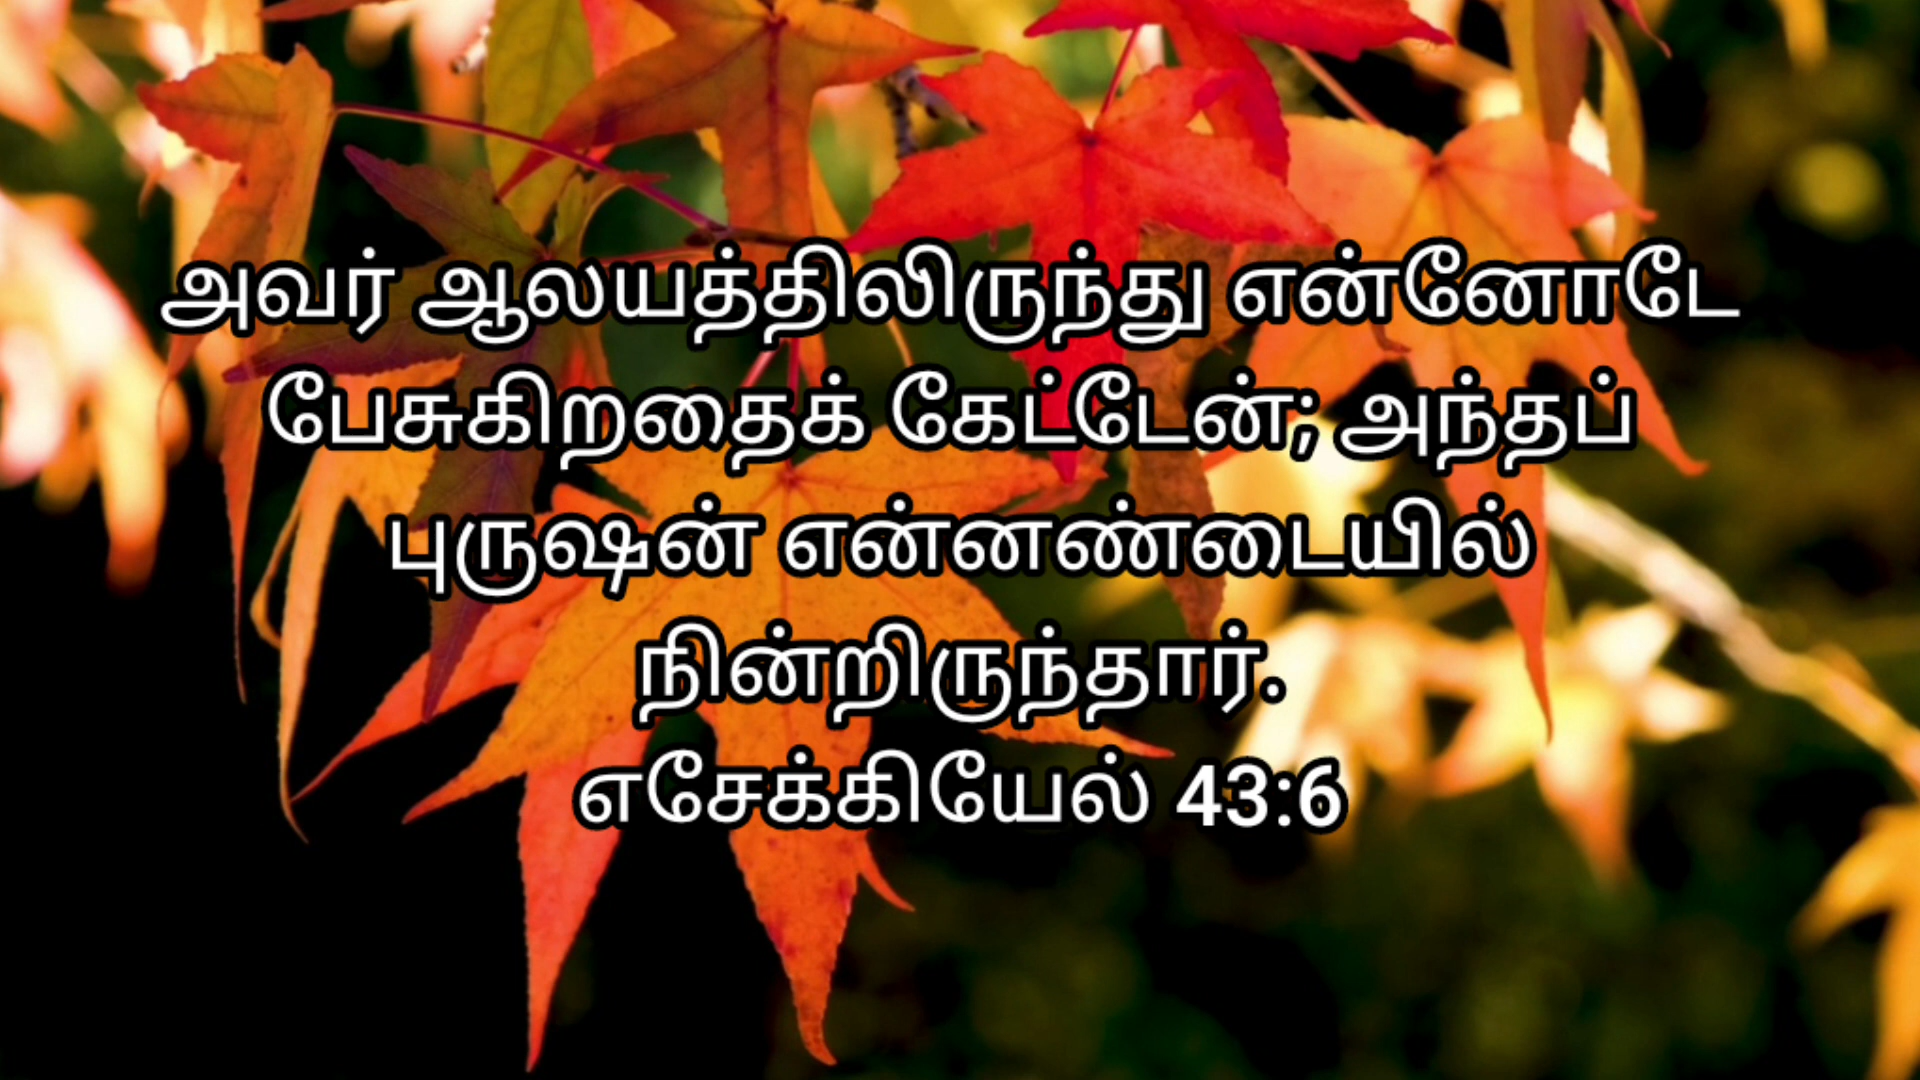 அவர் ஆலயத்திலிருந்து என்னோடே
பேசுகிறதைக் கேட்டேன்; அந்தப்
புருஷன் என்னண்டையில்
நின்றிருந்தார்.
எசேக்கியேல் 43:6